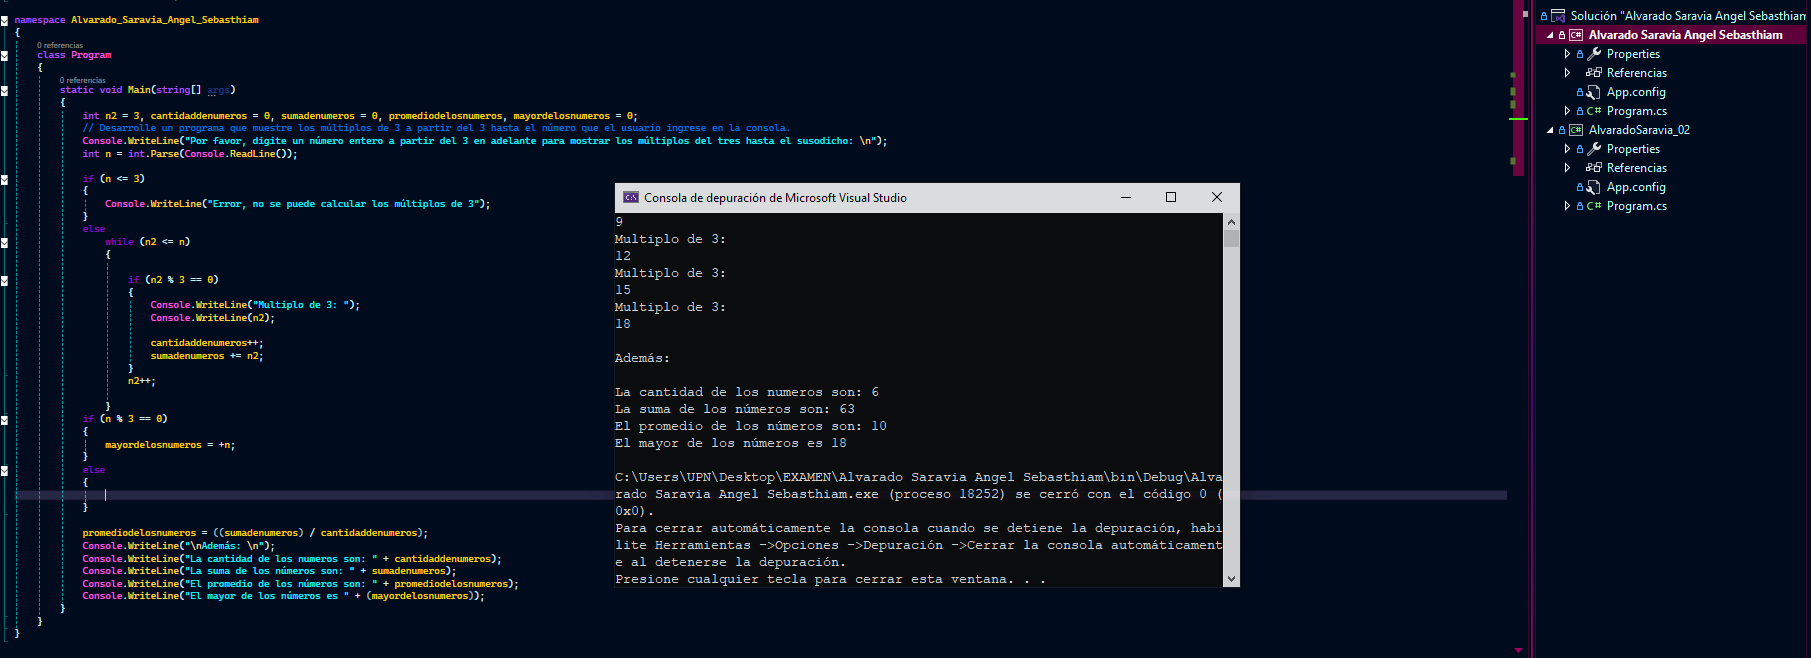 namespace Alvarado_Saravia_Angel_Sebasthiam
{
0 referencias
class Program
{
0 referencias
static void Main(string[] args)
{
int n2 = 3, cantidaddenumeros = 0, sumadenumeros = 0, promediodelosnumeros, mayordelosnumeros = 0;
// Desarrolle un programa que muestre los múltiplos de 3 a partir del 3 hasta el número que el usuario ingrese en la consola.
Console.WriteLine("Por favor, digite un número entero a partir del 3 en adelante para mostrar los múltiplos del tres hasta el susodicho: \n");
int n = int.Parse(Console.ReadLine());
if (n <= 3)
{
Console.WriteLine("Error, no se puede calcular los múltiplos de 3");
}
else
while (n2 <= n)
{
if (n2 % 3 == 0)
{
Console.WriteLine("Multiplo de 3: ");
Console.WriteLine(n2);
cantidaddenumeros++;
sumadenumeros += n2;
}
n2++;
}
if (n % 3 == 0)
{
mayordelosnumeros = +n;
}
else
{
}
promediodelosnumeros = ((sumadenumeros) / cantidaddenumeros);
Console.WriteLine("\nAdemás: \n");
Console.WriteLine("La cantidad de los numeros son: " + cantidaddenumeros);
Console.WriteLine("La suma de los números son: " + sumadenumeros);
Console.WriteLine("El promedio de los números son: " + promediodelosnumeros);
Console.WriteLine("El mayor de los números es " + (mayordelosnumeros));
}
}
}
Consola de depuración de Microsoft Visual Studio
9
Multiplo de 3:
12
Multiplo de 3:
15
Multiplo de 3:
18
Además:
La cantidad de los numeros son: 6
La suma de los números son: 63
El promedio de los números son: 10
El mayor de los números es 18
C:\Users\UPN\Desktop\EXAMEN\Alvarado Saravia Angel Sebasthiam\bin\Debug\Alva
rado Saravia Angel Sebasthiam.exe (proceso 18252) se cerró con el código 0 (
0x0).
Para cerrar automáticamente la consola cuando se detiene la depuración, habi
lite Herramientas ->Opciones ->Depuración ->Cerrar la consola automáticament
e al detenerse la depuración.
Presione cualquier tecla para cerrar esta ventana. . .
Solución "Alvarado Saravia Angel Sebasthiam
C# Alvarado Saravia Angel Sebasthiam
Properties
Referencias
App.config
C# Program.cs
C# AlvaradoSaravia_02
Properties
Referencias
App.config
C# Program.cs